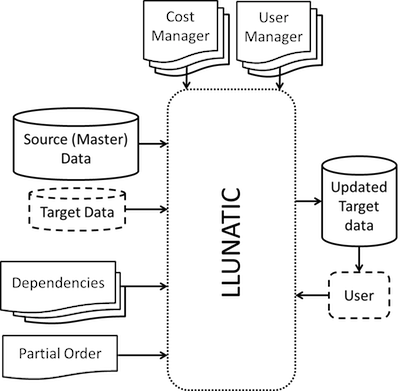 Cost
Manager
User
Manager
Source (Master)
Data
Target Data
Dependencies
Partial Order
LLUNATIC
Updated
Target
data
User